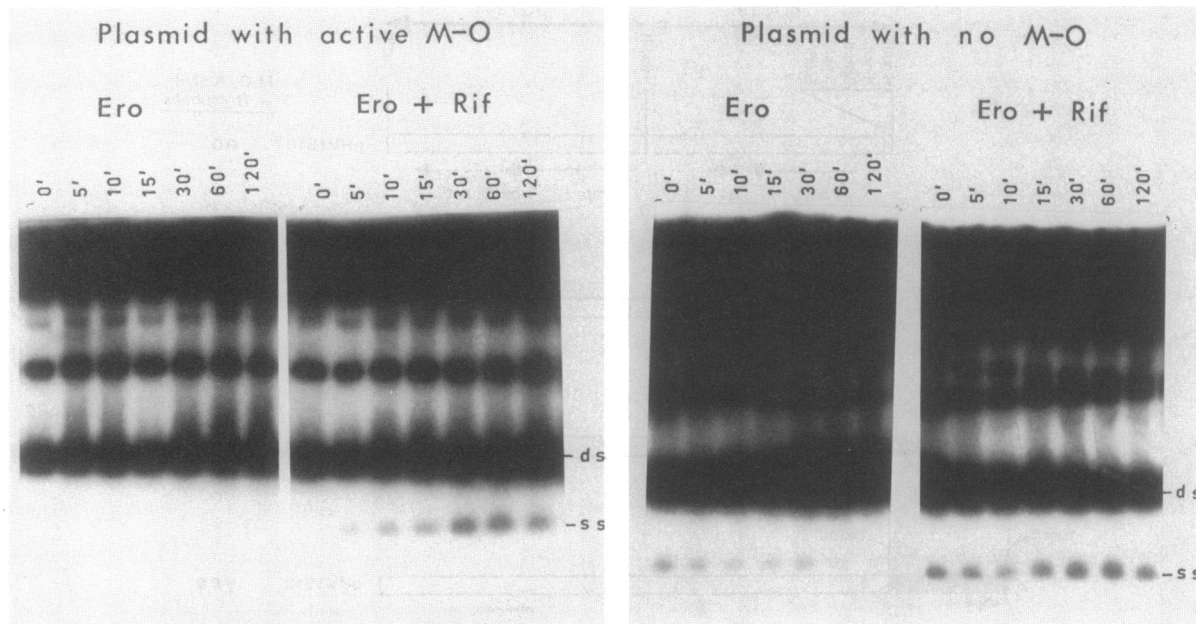 Plasmid with active M-O
Ero
Ero + Rif
0' 5' 10' 15' 30' 60' 120'
0' 5' 10' 15' 30' 60' 120'
ds
ss
Plasmid with no M-O
Ero
Ero + Rif
0' 5' 10' 15' 30' 60' 120'
0' 5' 10' 15' 30' 60' 120'
ds
ss